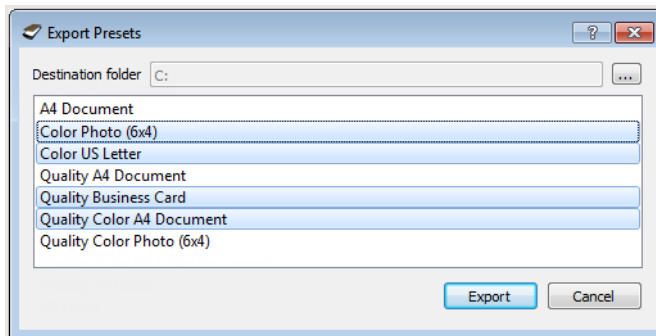 Export Presets
Destination folder C: ...
A4 Document
Color Photo (6x4)
Color US Letter
Quality A4 Document
Quality Business Card
Quality Color A4 Document
Quality Color Photo (6x4)
Export Cancel